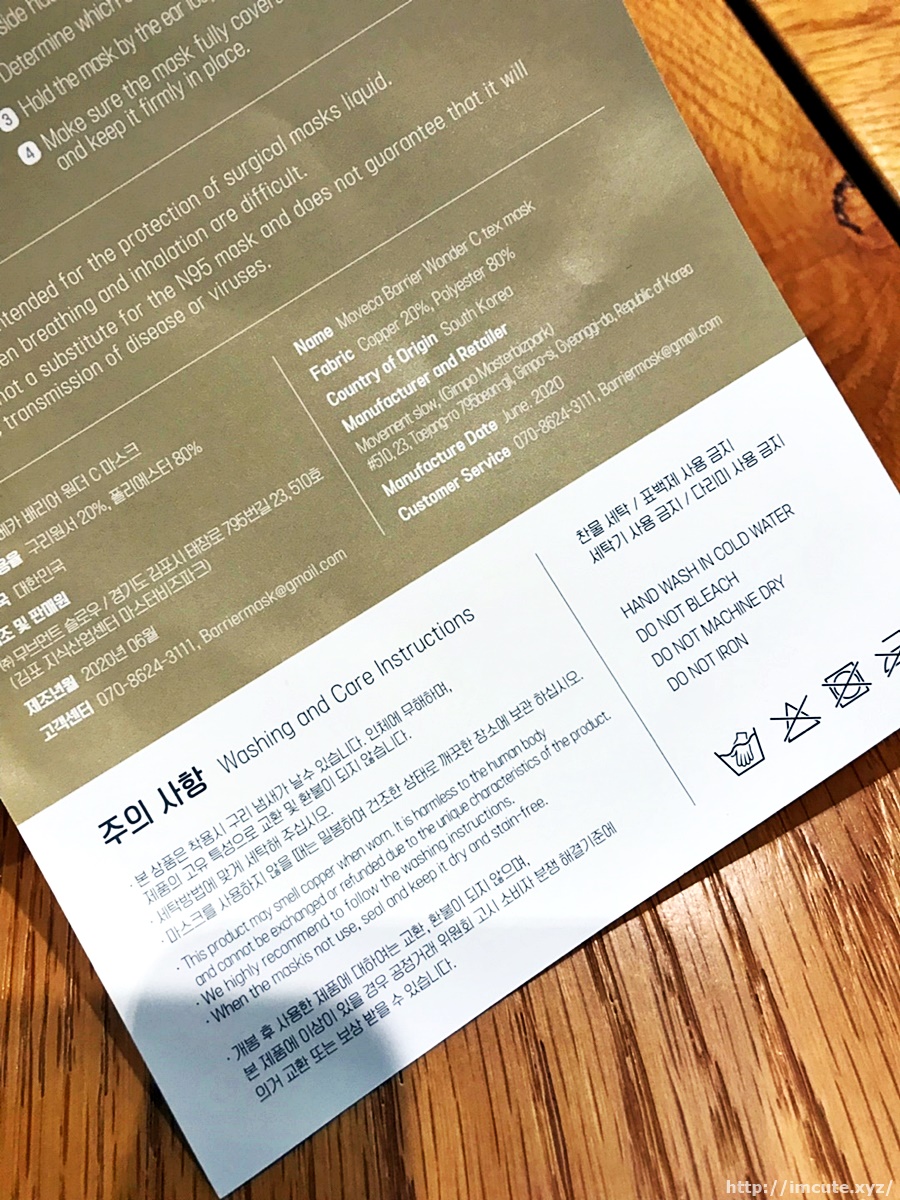 side
Determine which
3 Hold the mask by the ear
4 Make sure the mask fully covers
and keep it firmly in place.
intended for the protection of surgical masks liquid.
en breathing and inhalation are difficult.
not a substitute for the N95 mask and does not guarantee that it will
transmission of disease or viruses.
Name Moveco Barrier Wonder C tex mask
Fabric Copper 20%, Polyester 80%
Country of Origin South Korea
Manufacturer and Retailer
Movement slow, (Gimpo Masterbizpark)
#510, 23, Taejang-ro 795beon-gil, Gimpo-si, Gyeonggi-do, Republic of Korea
Manufacture Date June, 2020
Customer Service 070-8624-3111, Barriermask@gmail.com
배리어 원더 C 마스크
구리원서 20%, 폴리에스터 80%
국 대한민국
조 및 판매원
㈜무브먼트 슬로우 / 경기도 김포시 태장로 795번길 23, 510호
(김포 지식산업센터 마스터비즈파크)
제조년월 2020년 06월
고객센터 070-8624-3111, Barriermask@gmail.com
주의 사항 Washing and Care Instructions
· 본 상품은 착용시 구리 냄새가 날수 있습니다. 인체에 무해하며,
제품의 고유 특성으로 교환 및 환불이 되지 않습니다.
· 세탁방법에 맞게 세탁해 주십시요.
· 마스크를 사용하지 않을 때는 밀봉하여 건조한 상태로 깨끗한 장소에 보관 하십시오.
· This product may smell copper when worn. it is harmless to the human body
and cannot be exchanged or refunded due to the unique characteristics of the product.
· We highly recommend to follow the washing instructions.
· When the maskis not use, seal and keep it dry and stain-free.
· 개봉 후 사용한 제품에 대하여는 교환, 환불이 되지 않으며,
본 제품에 이상이 있을 경우 공정거래 위원회 고시 소비자 분쟁 해결기준에
의거 교환 또는 보상 받을 수 있습니다.
찬물 세탁 / 표백제 사용 금지
세탁기 사용 금지 / 다리미 사용 금지
HAND WASH IN COLD WATER
DO NOT BLEACH
DO NOT MACHINE DRY
DO NOT IRON
http://imcute.xyz/